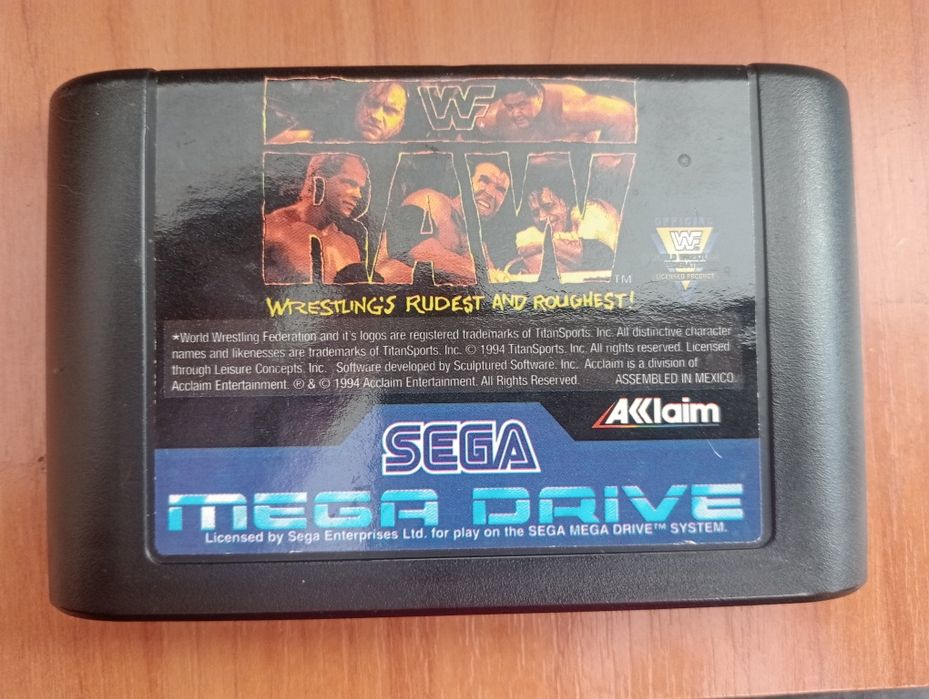 WF
RAW
TM
OFFICIAL
LICENSED PRODUCT
WRESTLING'S RUDEST AND ROUGHEST!
★World Wrestling Federation and it's logos are registered trademarks of TitanSports, Inc. All distinctive character
names and likenesses are trademarks of TitanSports, Inc. © 1994 TitanSports, Inc. All rights reserved. Licensed
through Leisure Concepts, Inc. Software developed by Sculptured Software, Inc. Acclaim is a division of
Acclaim Entertainment. ℗ & © 1994 Acclaim Entertainment. All Rights Reserved. ASSEMBLED IN MEXICO.
AKKlaim
SEGA
MEGA DRIVE
Licensed by Sega Enterprises Ltd. for play on the SEGA MEGA DRIVE™ SYSTEM.